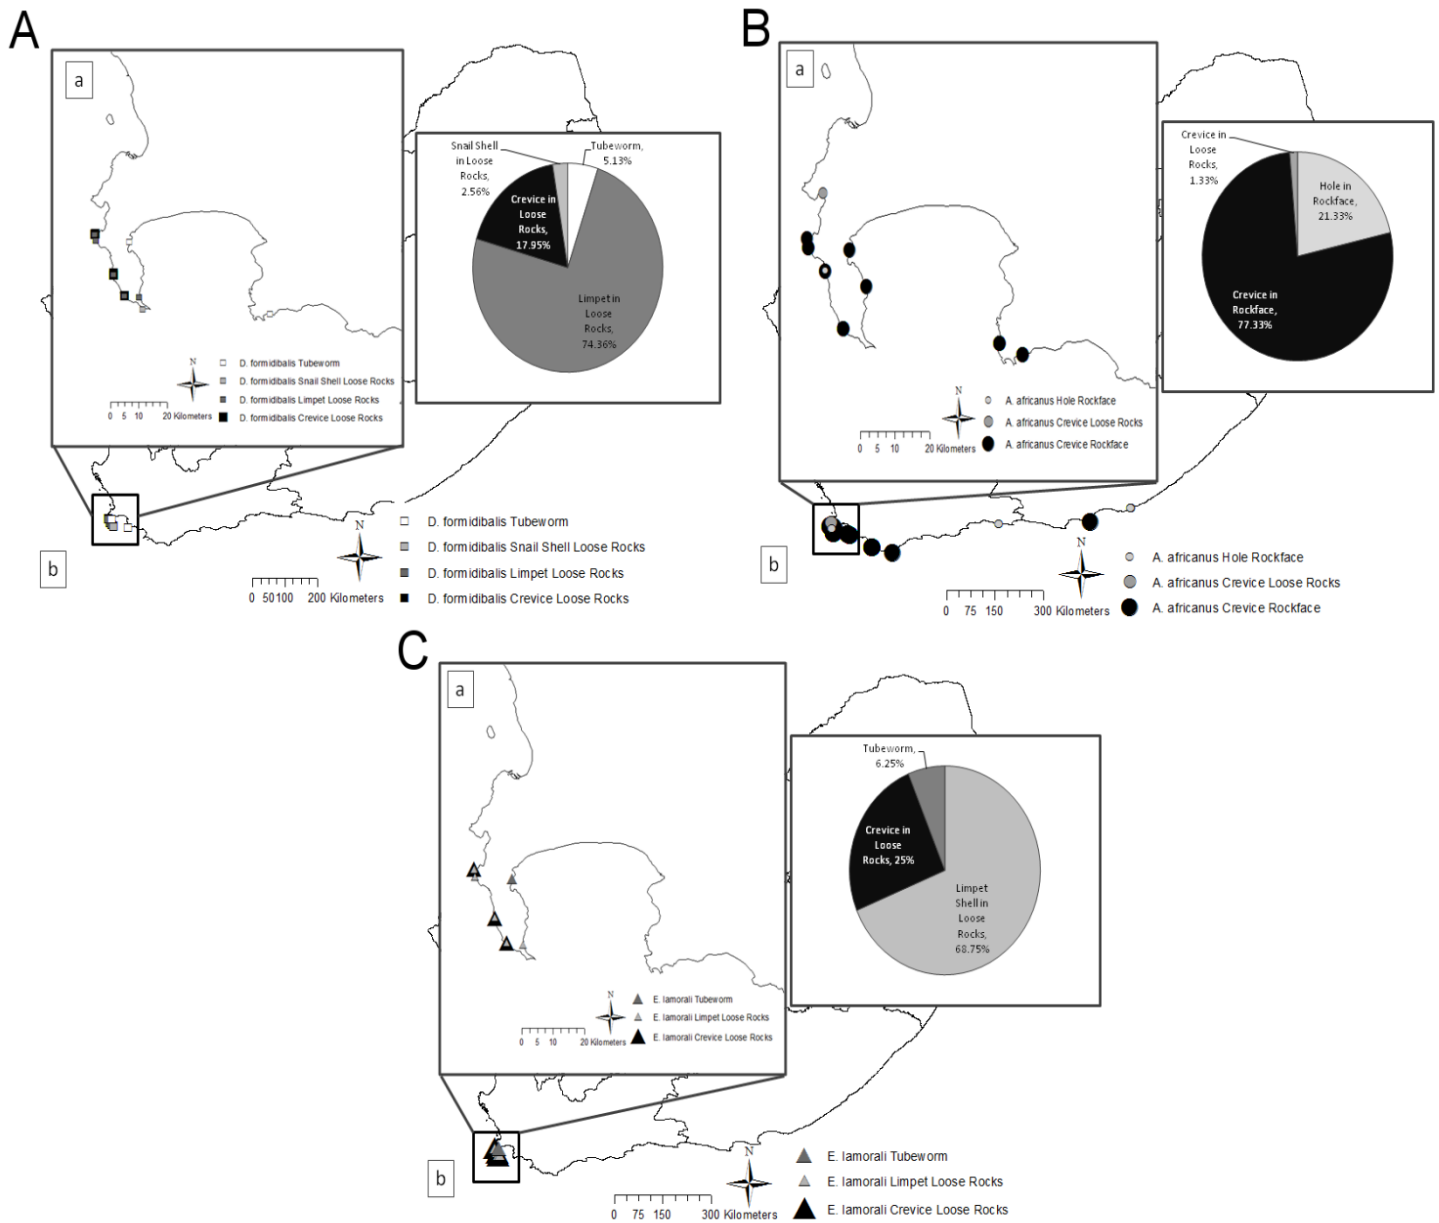 A
a
Snail Shell
in Loose
Rocks,
2.56%
Tubeworm,
5.13%
Crevice in
Loose
Rocks,
17.95%
Limpet in
Loose
Rocks,
74.36%
N
0 5 10 20 Kilometers
D. formidibalis Tubeworm
D. formidibalis Snail Shell Loose Rocks
D. formidibalis Limpet Loose Rocks
D. formidibalis Crevice Loose Rocks
b
N
0 50 100 200 Kilometers
D. formidibalis Tubeworm
D. formidibalis Snail Shell Loose Rocks
D. formidibalis Limpet Loose Rocks
D. formidibalis Crevice Loose Rocks
B
a
Crevice in
Loose
Rocks,
1.33%
Hole in
Rockface,
21.33%
Crevice in
Rockface,
77.33%
N
0 5 10 20 Kilometers
A. africanus Hole Rockface
A. africanus Crevice Loose Rocks
A. africanus Crevice Rockface
b
N
0 75 150 300 Kilometers
A. africanus Hole Rockface
A. africanus Crevice Loose Rocks
A. africanus Crevice Rockface
C
a
Tubeworm,
6.25%
Crevice in
Loose
Rocks, 25%
Limpet
Shell in
Loose
Rocks,
68.75%
N
0 5 10 20 Kilometers
E. lamorali Tubeworm
E. lamorali Limpet Loose Rocks
E. lamorali Crevice Loose Rocks
b
N
0 75 150 300 Kilometers
E. lamorali Tubeworm
E. lamorali Limpet Loose Rocks
E. lamorali Crevice Loose Rocks